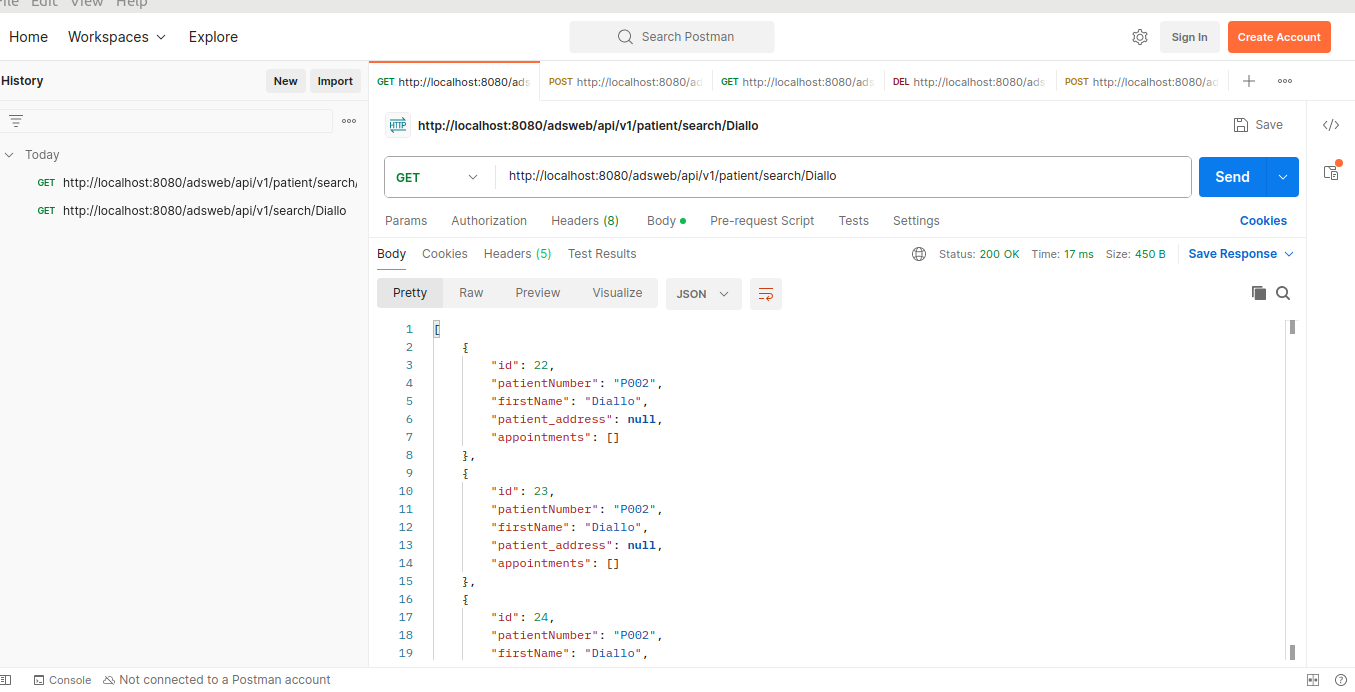 File Edit View Help
Home Workspaces Explore
Search Postman
Sign In
Create Account
History
New
Import
GET http://localhost:8080/ads
POST http://localhost:8080/ad
GET http://localhost:8080/ads
DEL http://localhost:8080/ads
POST http://localhost:8080/ad
Today
GET http://localhost:8080/adsweb/api/v1/patient/search/
GET http://localhost:8080/adsweb/api/v1/search/Diallo
HTTP http://localhost:8080/adsweb/api/v1/patient/search/Diallo
Save
GET http://localhost:8080/adsweb/api/v1/patient/search/Diallo
Send
Params Authorization Headers (8) Body Pre-request Script Tests Settings Cookies
Body Cookies Headers (5) Test Results
Status: 200 OK Time: 17 ms Size: 450 B Save Response
Pretty Raw Preview Visualize JSON
1 [
2 {
3 "id": 22,
4 "patientNumber": "P002",
5 "firstName": "Diallo",
6 "patient_address": null,
7 "appointments": []
8 },
9 {
10 "id": 23,
11 "patientNumber": "P002",
12 "firstName": "Diallo",
13 "patient_address": null,
14 "appointments": []
15 },
16 {
17 "id": 24,
18 "patientNumber": "P002",
19 "firstName": "Diallo",
Console Not connected to a Postman account